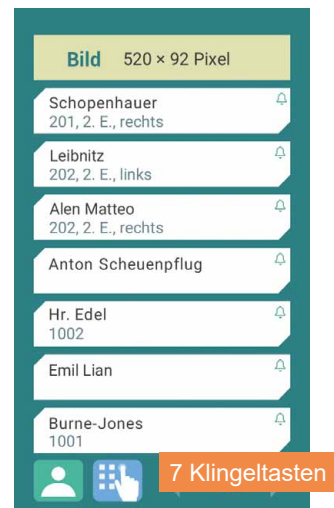 Bild 520 × 92 Pixel
Schopenhauer
201, 2. E., rechts
Leibnitz
202, 2. E., links
Alen Matteo
202, 2. E., rechts
Anton Scheuenpflug
Hr. Edel
1002
Emil Lian
Burne-Jones
1001
7 Klingeltasten